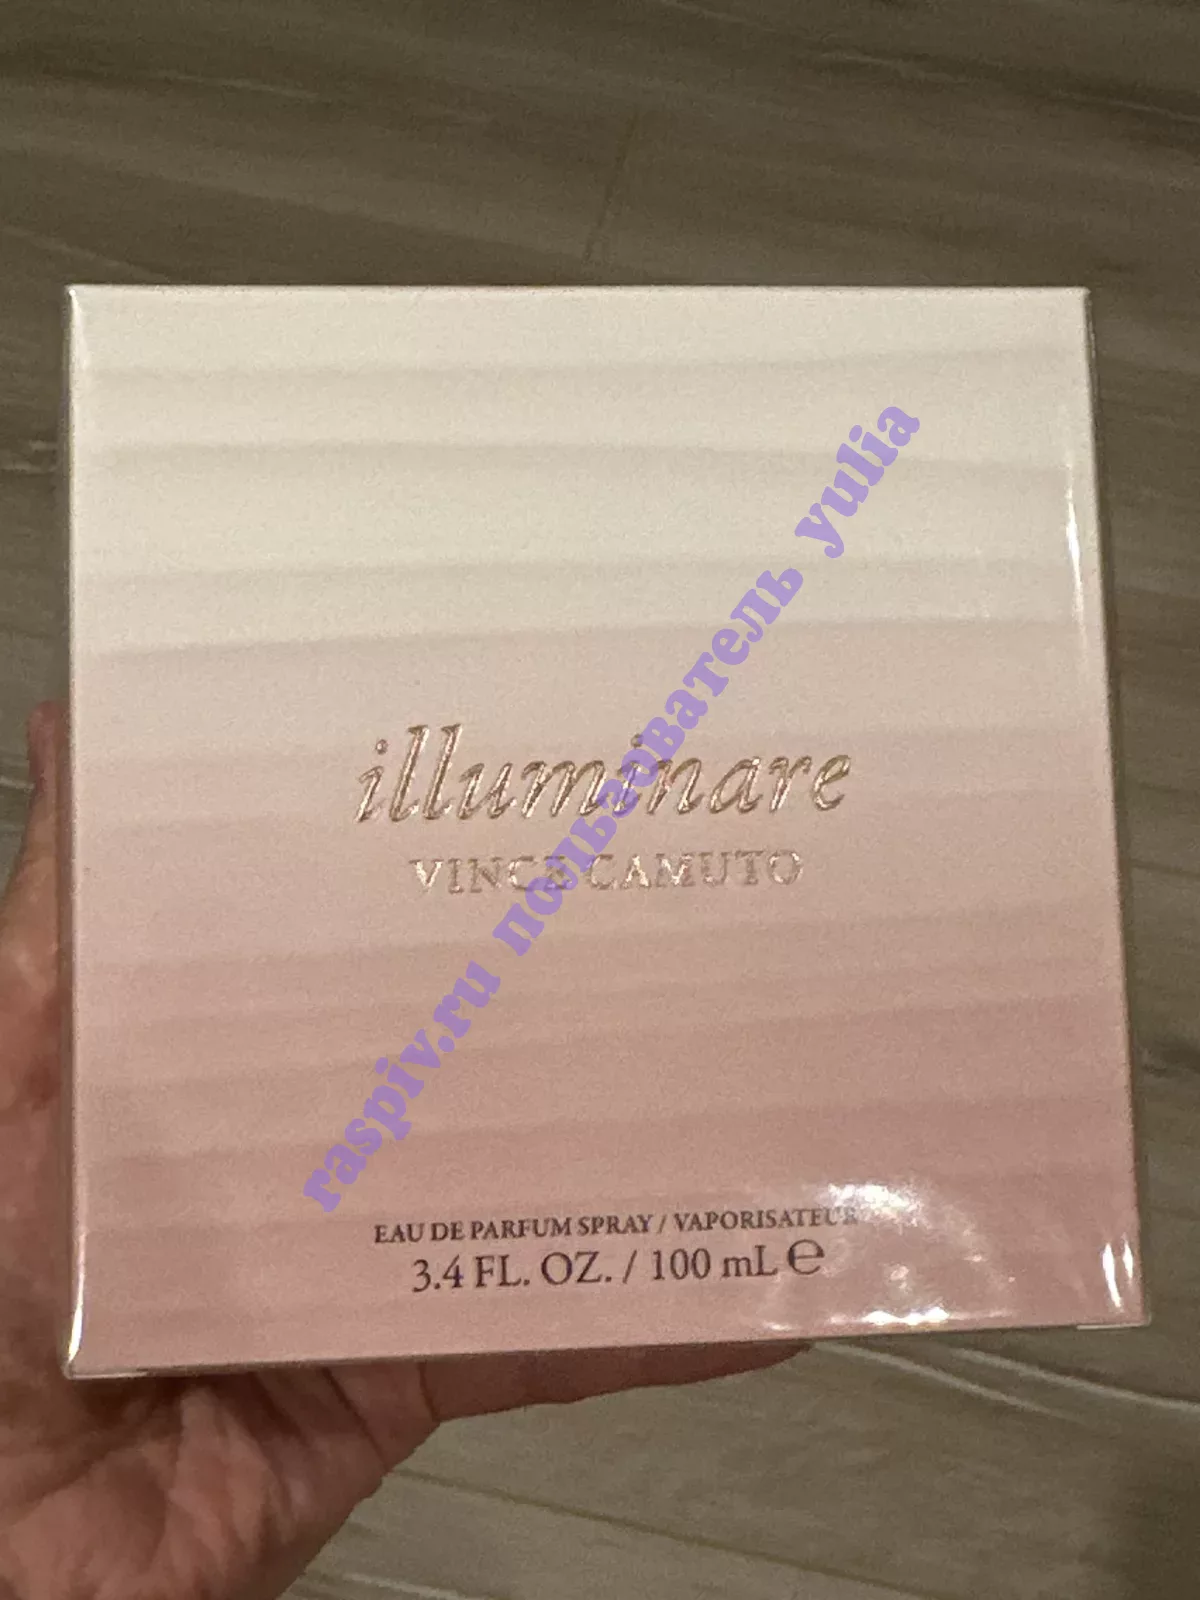 illuminare
VINCE CAMUTO
raspiv.ru пользователь yulia
EAU DE PARFUM SPRAY / VAPORISATEUR
3.4 FL. OZ. / 100 mL ℮